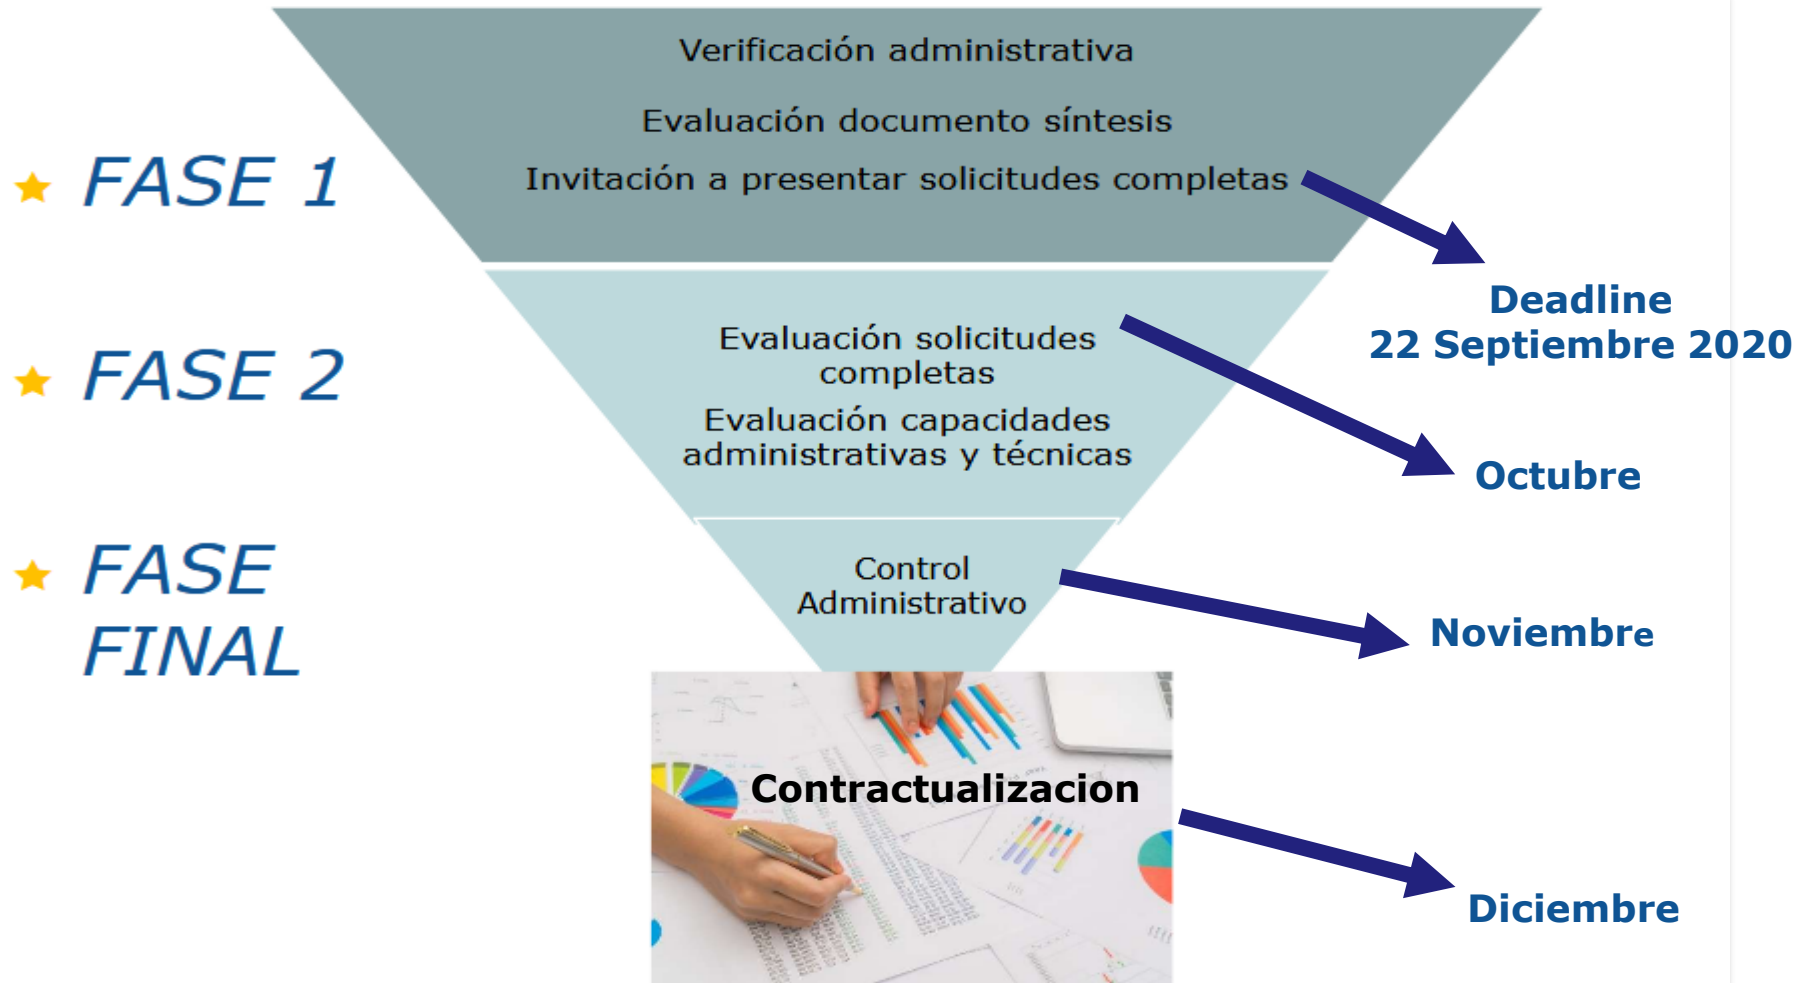 Verificación administrativa
Evaluación documento síntesis
Invitación a presentar solicitudes completas
FASE 1
Deadline
22 Septiembre 2020
FASE 2
Evaluación solicitudes
completas
Evaluación capacidades
administrativas y técnicas
Octubre
FASE
FINAL
Control
Administrativo
Noviembre
Contractualizacion
Diciembre